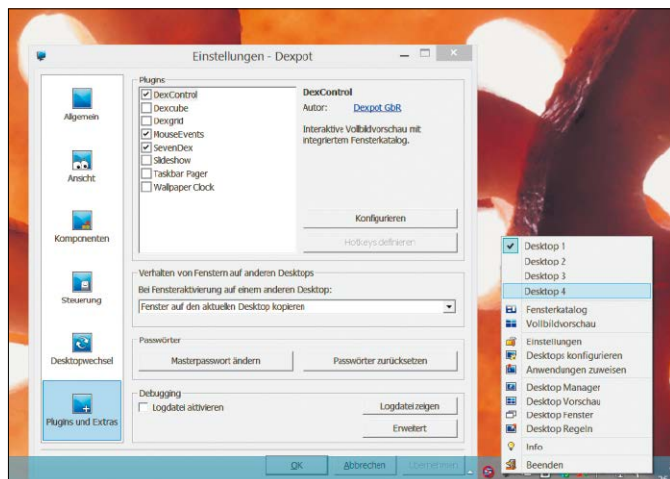 Einstellungen - Dexpot
Allgemein
Ansicht
Komponenten
Steuerung
Desktopwechsel
Plugins und Extras
Plugins
DexControl
Dexcube
Dexgrid
MouseEvents
SevenDex
Slideshow
Taskbar Pager
Wallpaper Clock
DexControl
Autor: Dexpot GbR
Interaktive Vollbildvorschau mit
integriertem Fensterkatalog.
Konfigurieren
Hotkeys definieren
Verhalten von Fenstern auf anderen Desktops
Bei Fensteraktivierung auf einem anderen Desktop:
Fenster auf den aktuellen Desktop kopieren
Passwörter
Masterpasswort ändern
Passwörter zurücksetzen
Debugging
Logdatei aktivieren
Logdatei zeigen
Erweitert
OK
Abbrechen
Übernehmen
Desktop 1
Desktop 2
Desktop 3
Desktop 4
Fensterkatalog
Vollbildvorschau
Einstellungen
Desktops konfigurieren
Anwendungen zuweisen
Desktop Manager
Desktop Vorschau
Desktop Fenster
Desktop Regeln
Info
Beenden